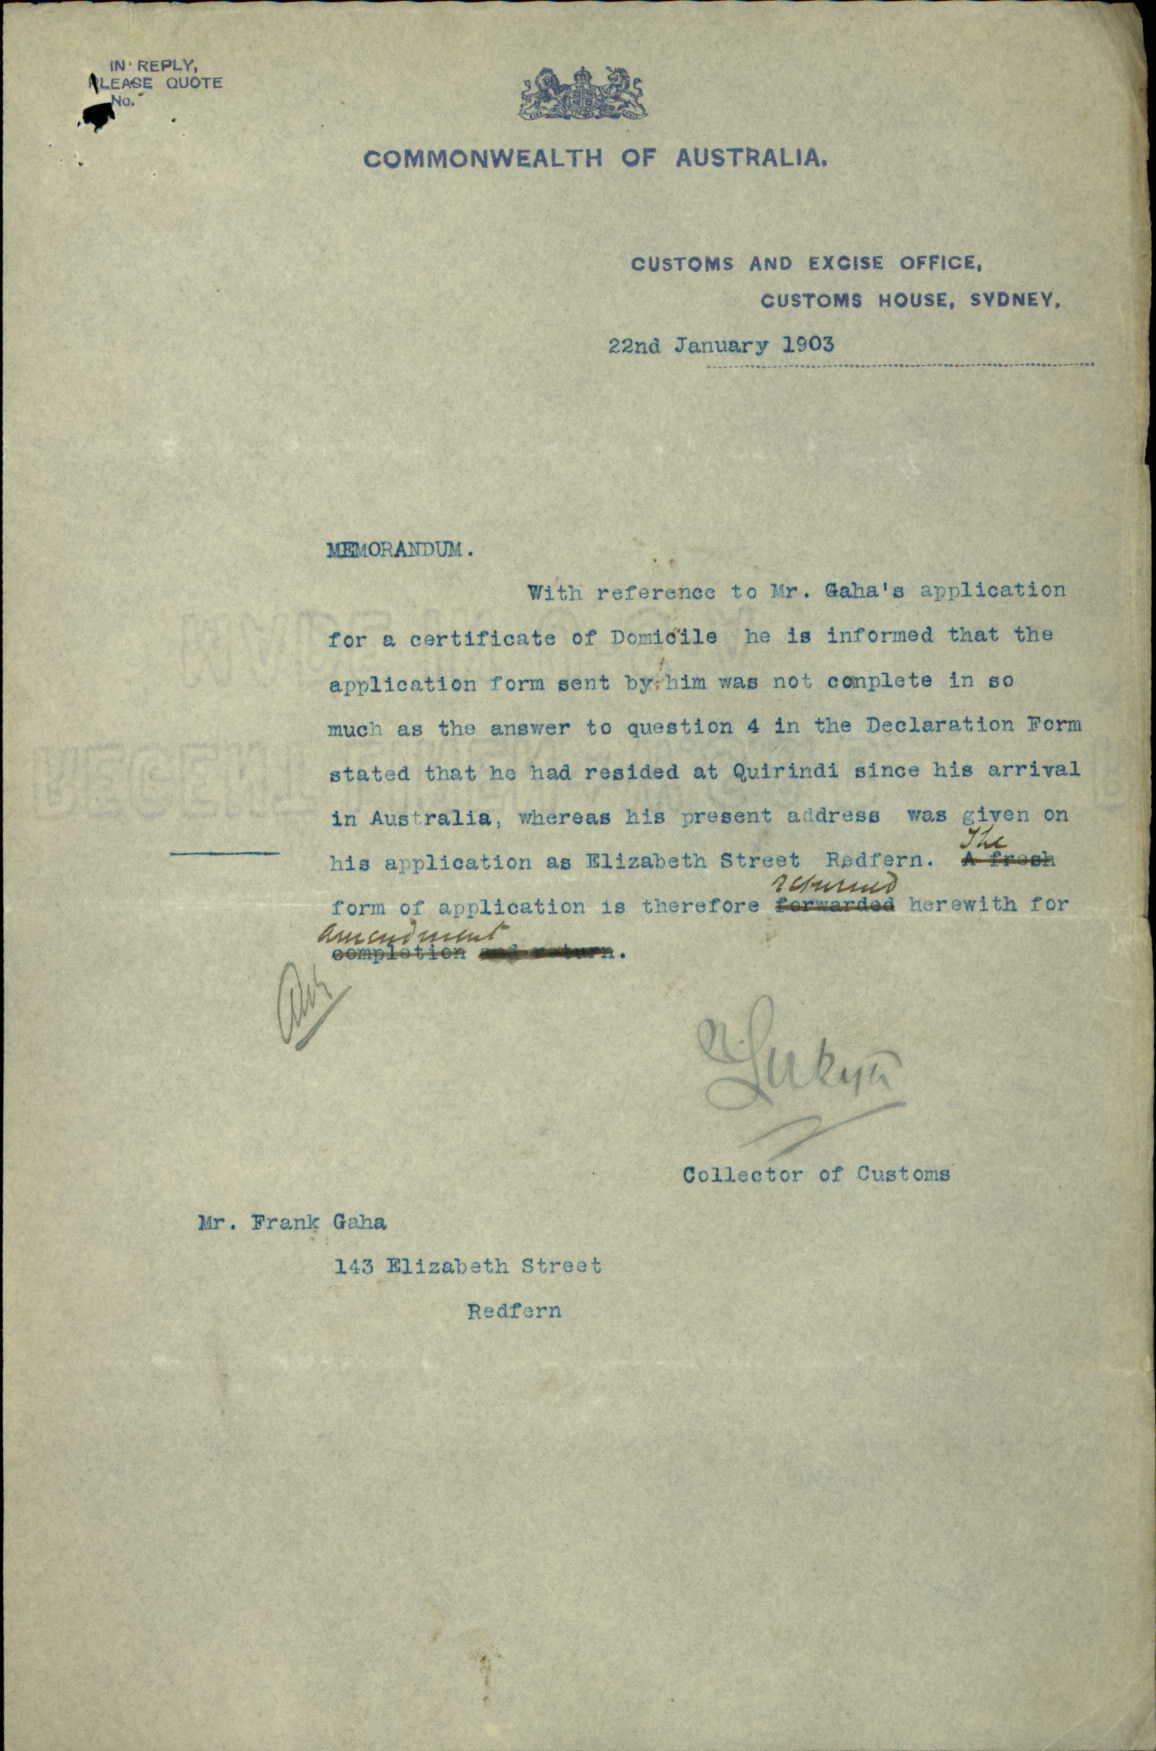 IN REPLY,
PLEASE QUOTE
No.
COMMONWEALTH OF AUSTRALIA.
CUSTOMS AND EXCISE OFFICE,
CUSTOMS HOUSE, SYDNEY,
22nd January 1903
MEMORANDUM.
With reference to Mr. Gaha's application
for a certificate of Domicile he is informed that the
application form sent by him was not complete in so
much as the answer to question 4 in the Declaration Form
stated that he had resided at Quirindi since his arrival
in Australia, whereas his present address was given on
The
his application as Elizabeth Street Redfern. A fresh
returned
form of application is therefore forwarded herewith for
amendment
completion and return.
Collector of Customs
Mr. Frank Gaha
143 Elizabeth Street
Redfern